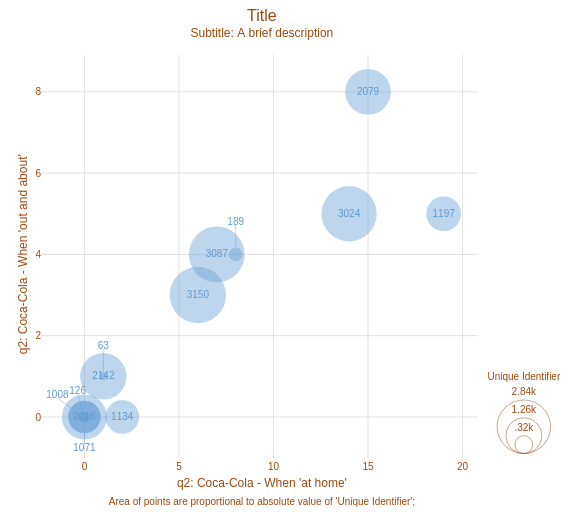 Title
Subtitle: A brief description
q2: Coca-Cola - When 'out and about'
8
6
4
2
0
2079
3024
1197
189
3087
3150
63
2142
1008
126
2016
1134
1071
0
5
10
15
20
q2: Coca-Cola - When 'at home'
Area of points are proportional to absolute value of 'Unique Identifier';
Unique Identifier
2.84k
1.26k
.32k